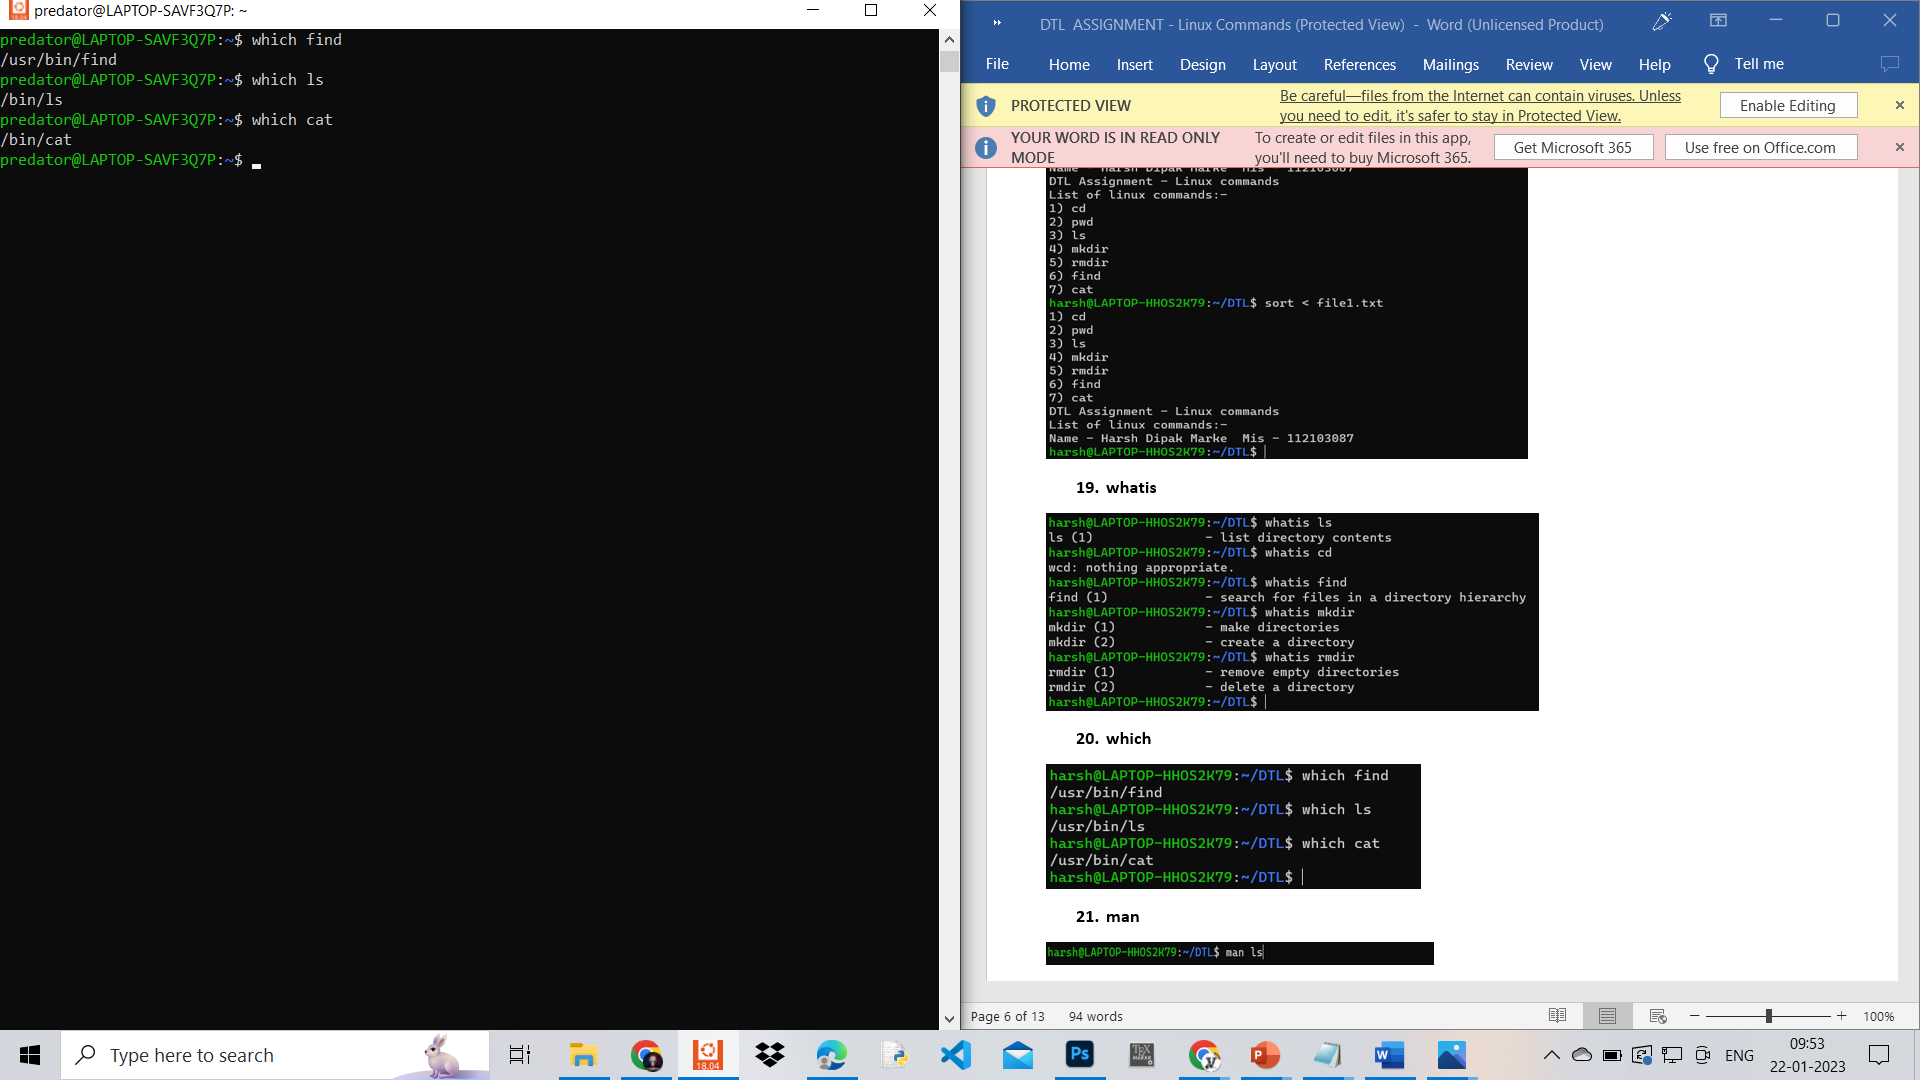 predator@LAPTOP-SAVF3Q7P: ~
predator@LAPTOP-SAVF3Q7P:~$ which find
/usr/bin/find
predator@LAPTOP-SAVF3Q7P:~$ which ls
/bin/ls
predator@LAPTOP-SAVF3Q7P:~$ which cat
/bin/cat
predator@LAPTOP-SAVF3Q7P:~$
DTL ASSIGNMENT - Linux Commands (Protected View) - Word (Unlicensed Product)
File Home Insert Design Layout References Mailings Review View Help Tell me
PROTECTED VIEW
Be careful—files from the Internet can contain viruses. Unless
you need to edit, it's safer to stay in Protected View.
Enable Editing
YOUR WORD IS IN READ ONLY
MODE
To create or edit files in this app,
you'll need to buy Microsoft 365.
Get Microsoft 365
Use free on Office.com
Name - Harsh Dipak Marke Mis - 112103087
DTL Assignment - Linux commands
List of linux commands:-
1) cd
2) pwd
3) ls
4) mkdir
5) rmdir
6) find
7) cat
harsh@LAPTOP-HHOS2K79:~/DTL$ sort < file1.txt
1) cd
2) pwd
3) ls
4) mkdir
5) rmdir
6) find
7) cat
DTL Assignment - Linux commands
List of linux commands:-
Name - Harsh Dipak Marke Mis - 112103087
harsh@LAPTOP-HHOS2K79:~/DTL$
19. whatis
harsh@LAPTOP-HHOS2K79:~/DTL$ whatis ls
ls (1) - list directory contents
harsh@LAPTOP-HHOS2K79:~/DTL$ whatis cd
wcd: nothing appropriate.
harsh@LAPTOP-HHOS2K79:~/DTL$ whatis find
find (1) - search for files in a directory hierarchy
harsh@LAPTOP-HHOS2K79:~/DTL$ whatis mkdir
mkdir (1) - make directories
mkdir (2) - create a directory
harsh@LAPTOP-HHOS2K79:~/DTL$ whatis rmdir
rmdir (1) - remove empty directories
rmdir (2) - delete a directory
harsh@LAPTOP-HHOS2K79:~/DTL$
20. which
harsh@LAPTOP-HHOS2K79:~/DTL$ which find
/usr/bin/find
harsh@LAPTOP-HHOS2K79:~/DTL$ which ls
/usr/bin/ls
harsh@LAPTOP-HHOS2K79:~/DTL$ which cat
/usr/bin/cat
harsh@LAPTOP-HHOS2K79:~/DTL$
21. man
harsh@LAPTOP-HHOS2K79:~/DTL$ man ls
Page 6 of 13 94 words
100%
Type here to search
18.04
Ps
TEX
MAKER
ENG
09:53
22-01-2023